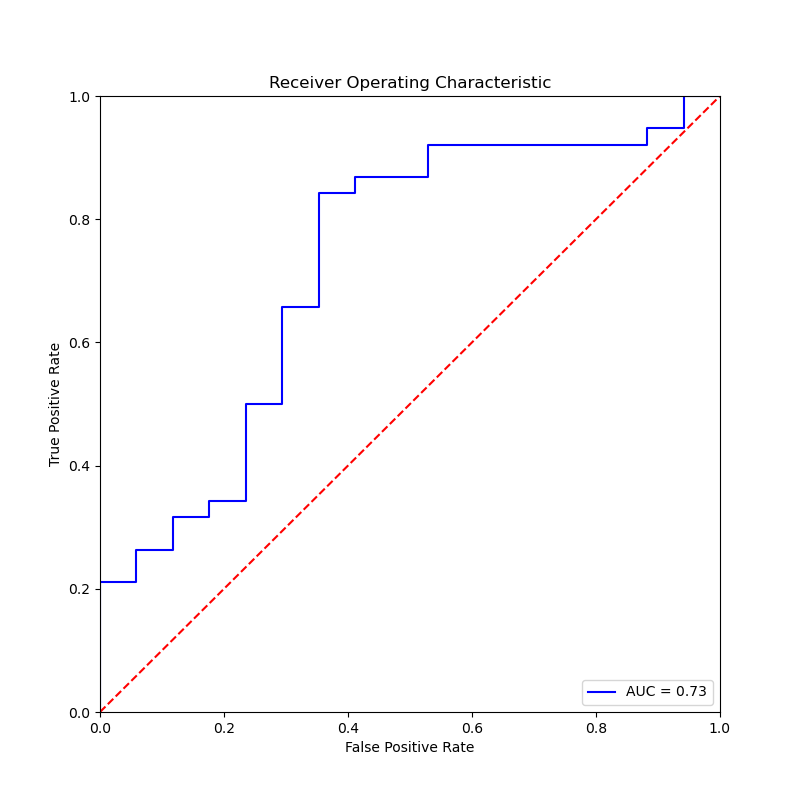 Receiver Operating Characteristic
1.0
0.8
0.6
0.4
0.2
0.0
True Positive Rate
AUC = 0.73
0.0 0.2 0.4 0.6 0.8 1.0
False Positive Rate